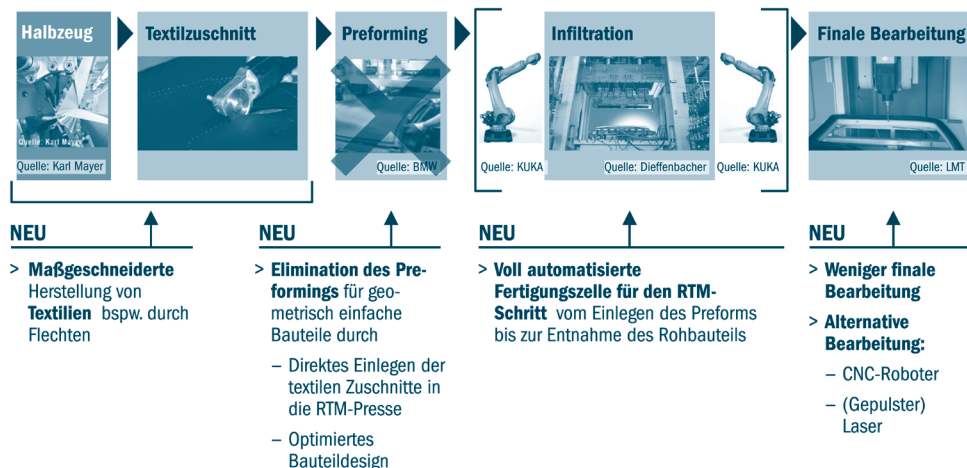 Halbzeug
Textilzuschnitt
Preforming
Infiltration
Finale Bearbeitung
Quelle: Karl Mayer
Quelle: Karl Mayer
Quelle: BMW
Quelle: KUKA
Quelle: Dieffenbacher
Quelle: KUKA
Quelle: LMT
NEU
> Maßgeschneiderte
Herstellung von
Textilien bspw. durch
Flechten
NEU
> Elimination des Pre-
formings für geo-
metrisch einfache
Bauteile durch
– Direktes Einlegen der
textilen Zuschnitte in
die RTM-Presse
– Optimiertes
Bauteildesign
NEU
> Voll automatisierte
Fertigungszelle für den RTM-
Schritt vom Einlegen des Preforms
bis zur Entnahme des Rohbauteils
NEU
> Weniger finale
Bearbeitung
> Alternative
Bearbeitung:
– CNC-Roboter
– (Gepulster)
Laser